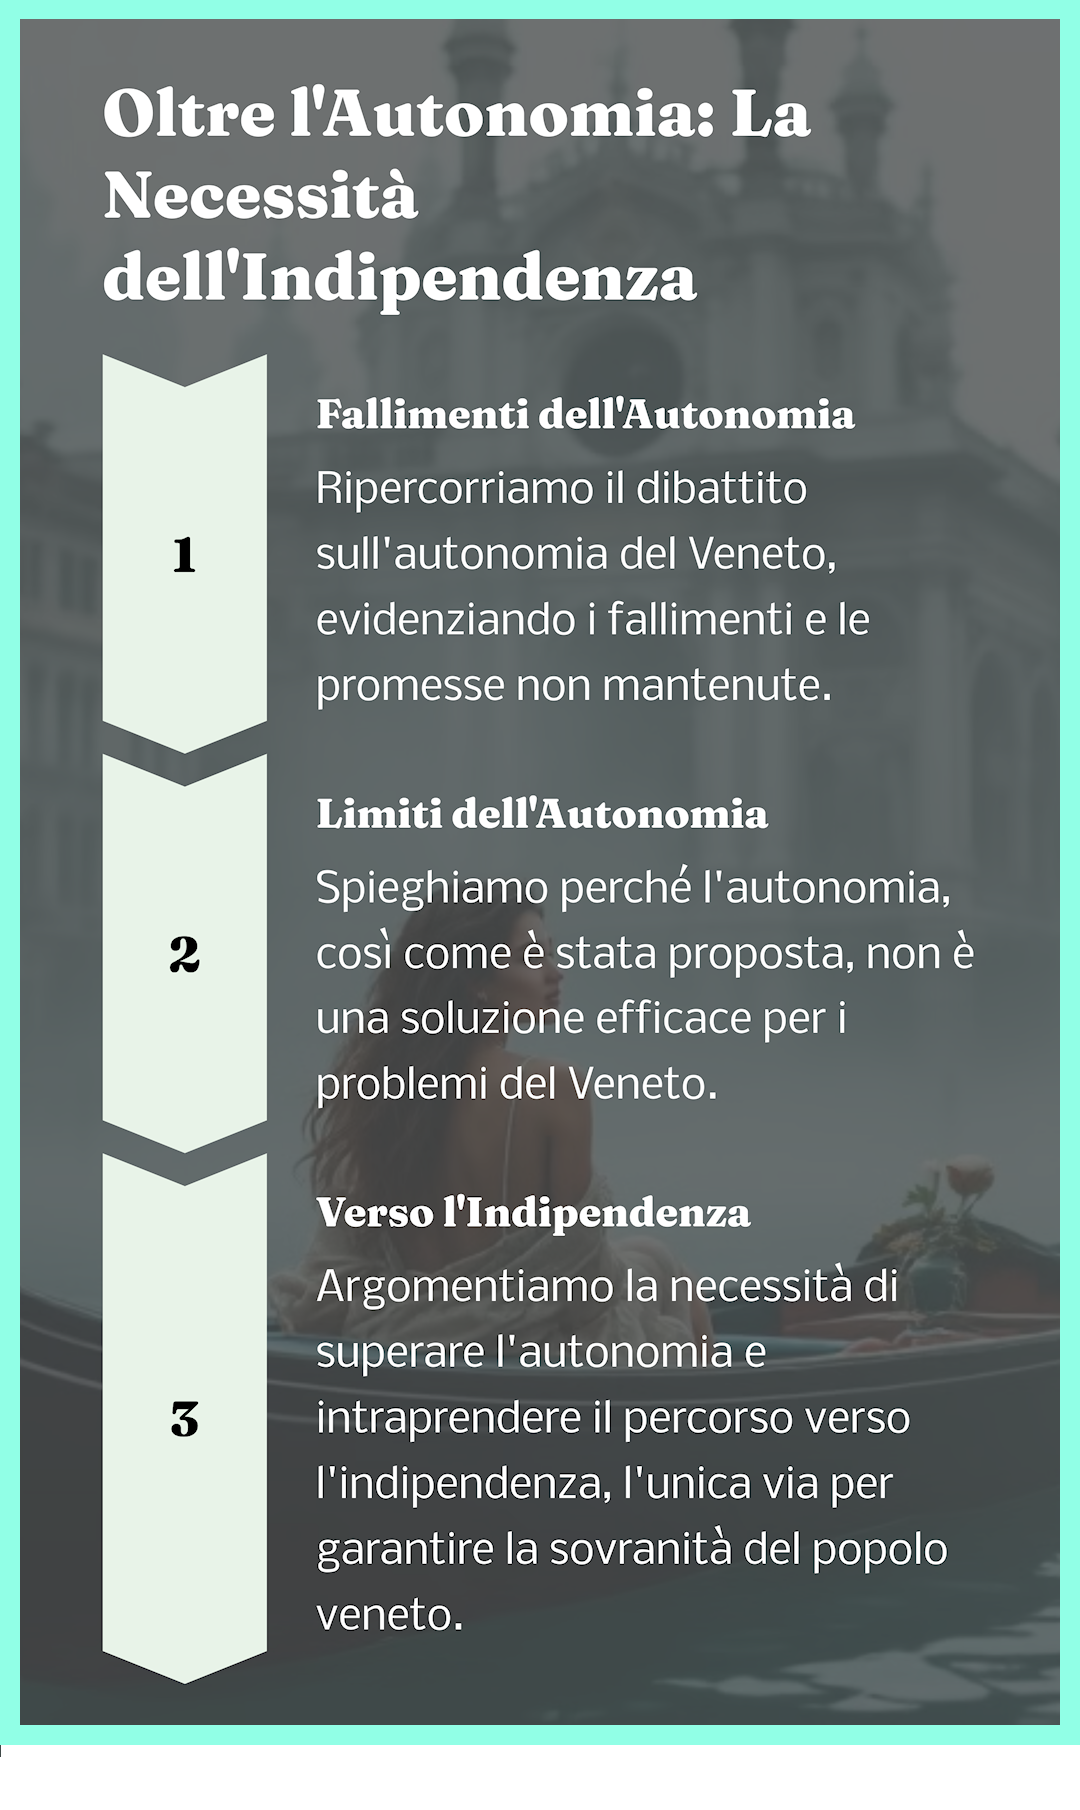 Oltre l'Autonomia: La
Necessità
dell'Indipendenza
1
Fallimenti dell'Autonomia
Ripercorriamo il dibattito
sull'autonomia del Veneto,
evidenziando i fallimenti e le
promesse non mantenute.
2
Limiti dell'Autonomia
Spieghiamo perché l'autonomia,
così come è stata proposta, non è
una soluzione efficace per i
problemi del Veneto.
3
Verso l'Indipendenza
Argomentiamo la necessità di
superare l'autonomia e
intraprendere il percorso verso
l'indipendenza, l'unica via per
garantire la sovranità del popolo
veneto.